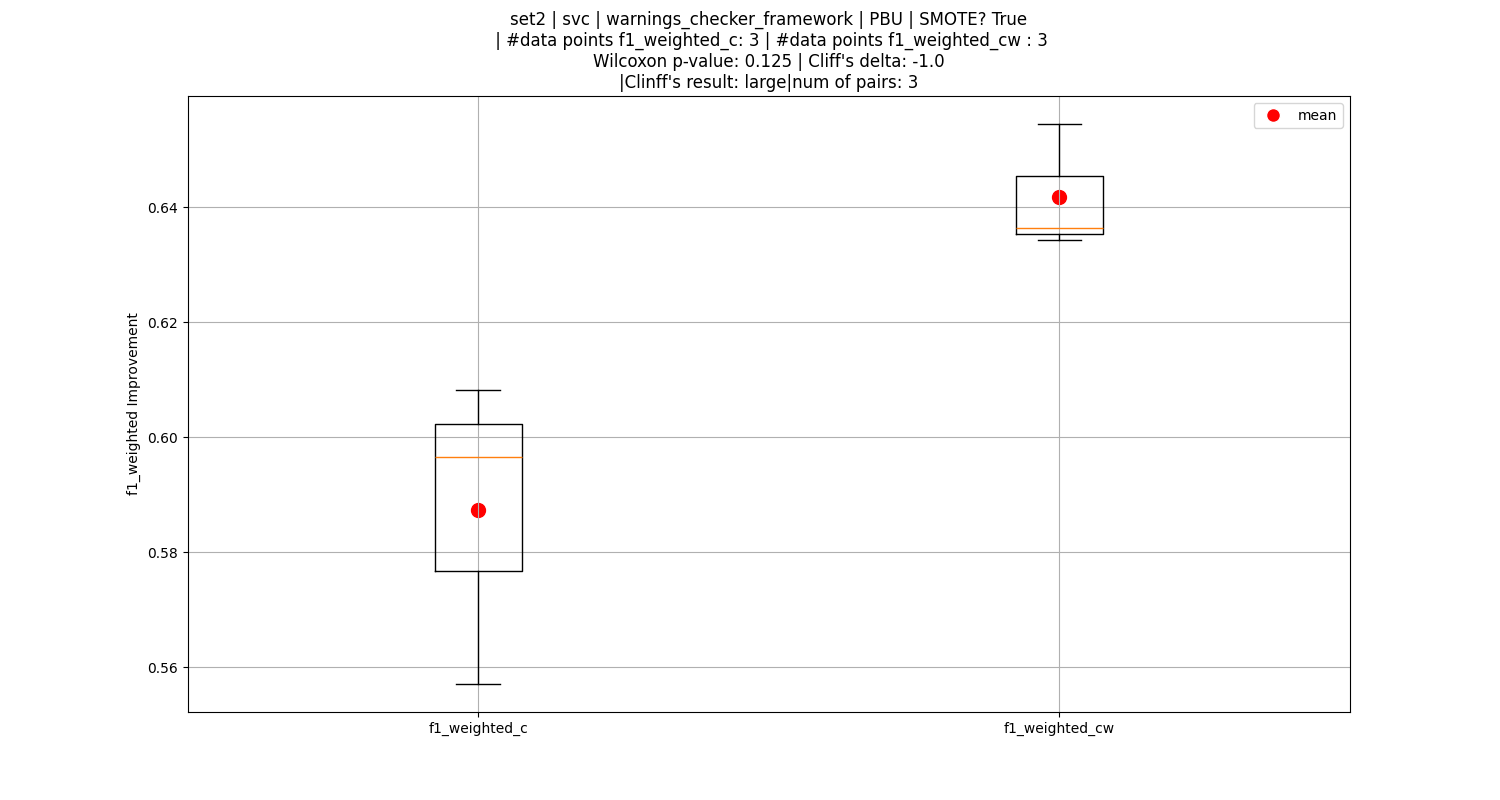 set2 | svc | warnings_checker_framework | PBU | SMOTE? True
| #data points f1_weighted_c: 3 | #data points f1_weighted_cw : 3
Wilcoxon p-value: 0.125 | Cliff's delta: -1.0
|Clinff's result: large|num of pairs: 3
mean
f1_weighted Improvement
0.64
0.62
0.60
0.58
0.56
f1_weighted_c
f1_weighted_cw